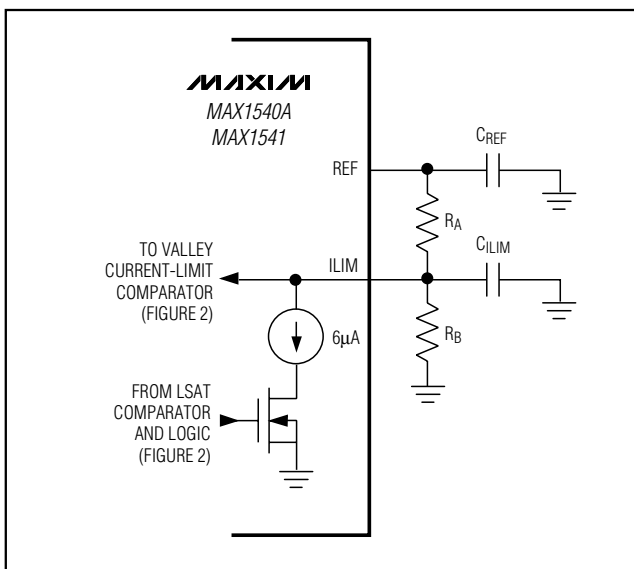 MAXIM
MAX1540A
MAX1541
REF
CREF
RA
TO VALLEY
CURRENT-LIMIT
COMPARATOR
(FIGURE 2)
ILIM
CILIM
6µA
RB
FROM LSAT
COMPARATOR
AND LOGIC
(FIGURE 2)